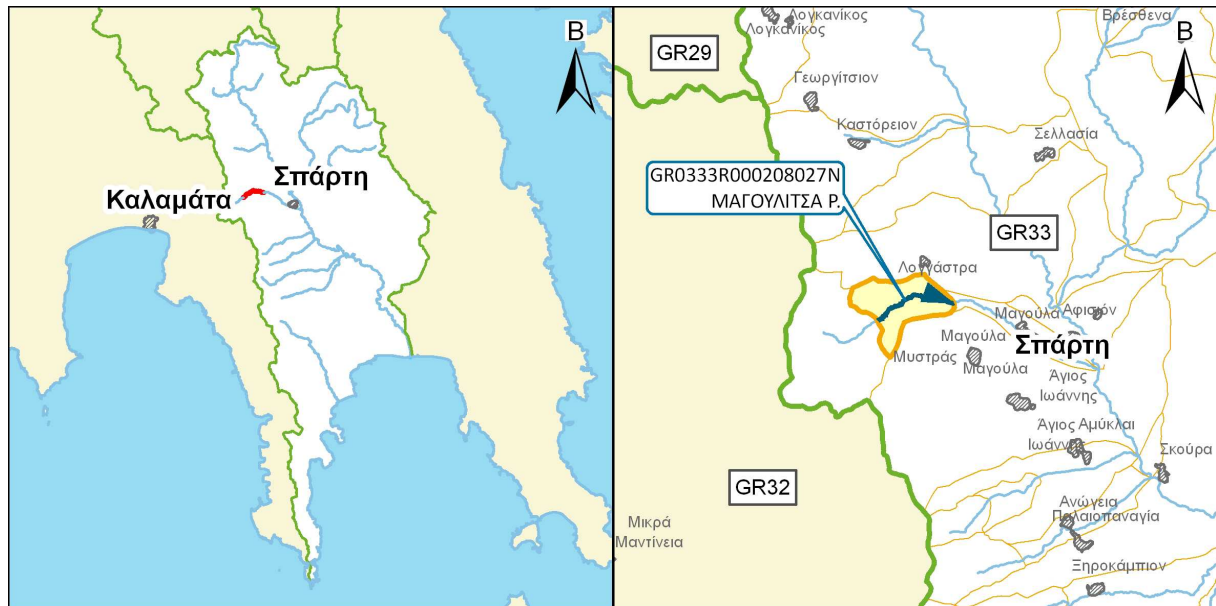 Β
Σπάρτη
Καλαμάτα
Λογκανίκος
Λογκανίκος
Βρέσθενα
Β
GR29
Γεωργίτσιον
Καστόρειον
Σελλασία
GR0333R000208027N
ΜΑΓΟΥΛΙΤΣΑ Ρ.
GR33
Λογγάστρα
Μαγούλα
Αφισιόν
Μαγούλα
Σπάρτη
Μυστράς
Μαγούλα
Άγιος
Ιωάννης
Άγιος
Ιωάννης
Αμύκλαι
Σκούρα
GR32
Ανώγεια
Παλαιοπαναγία
Μικρά
Μαντίνεια
Ξηροκάμπιον